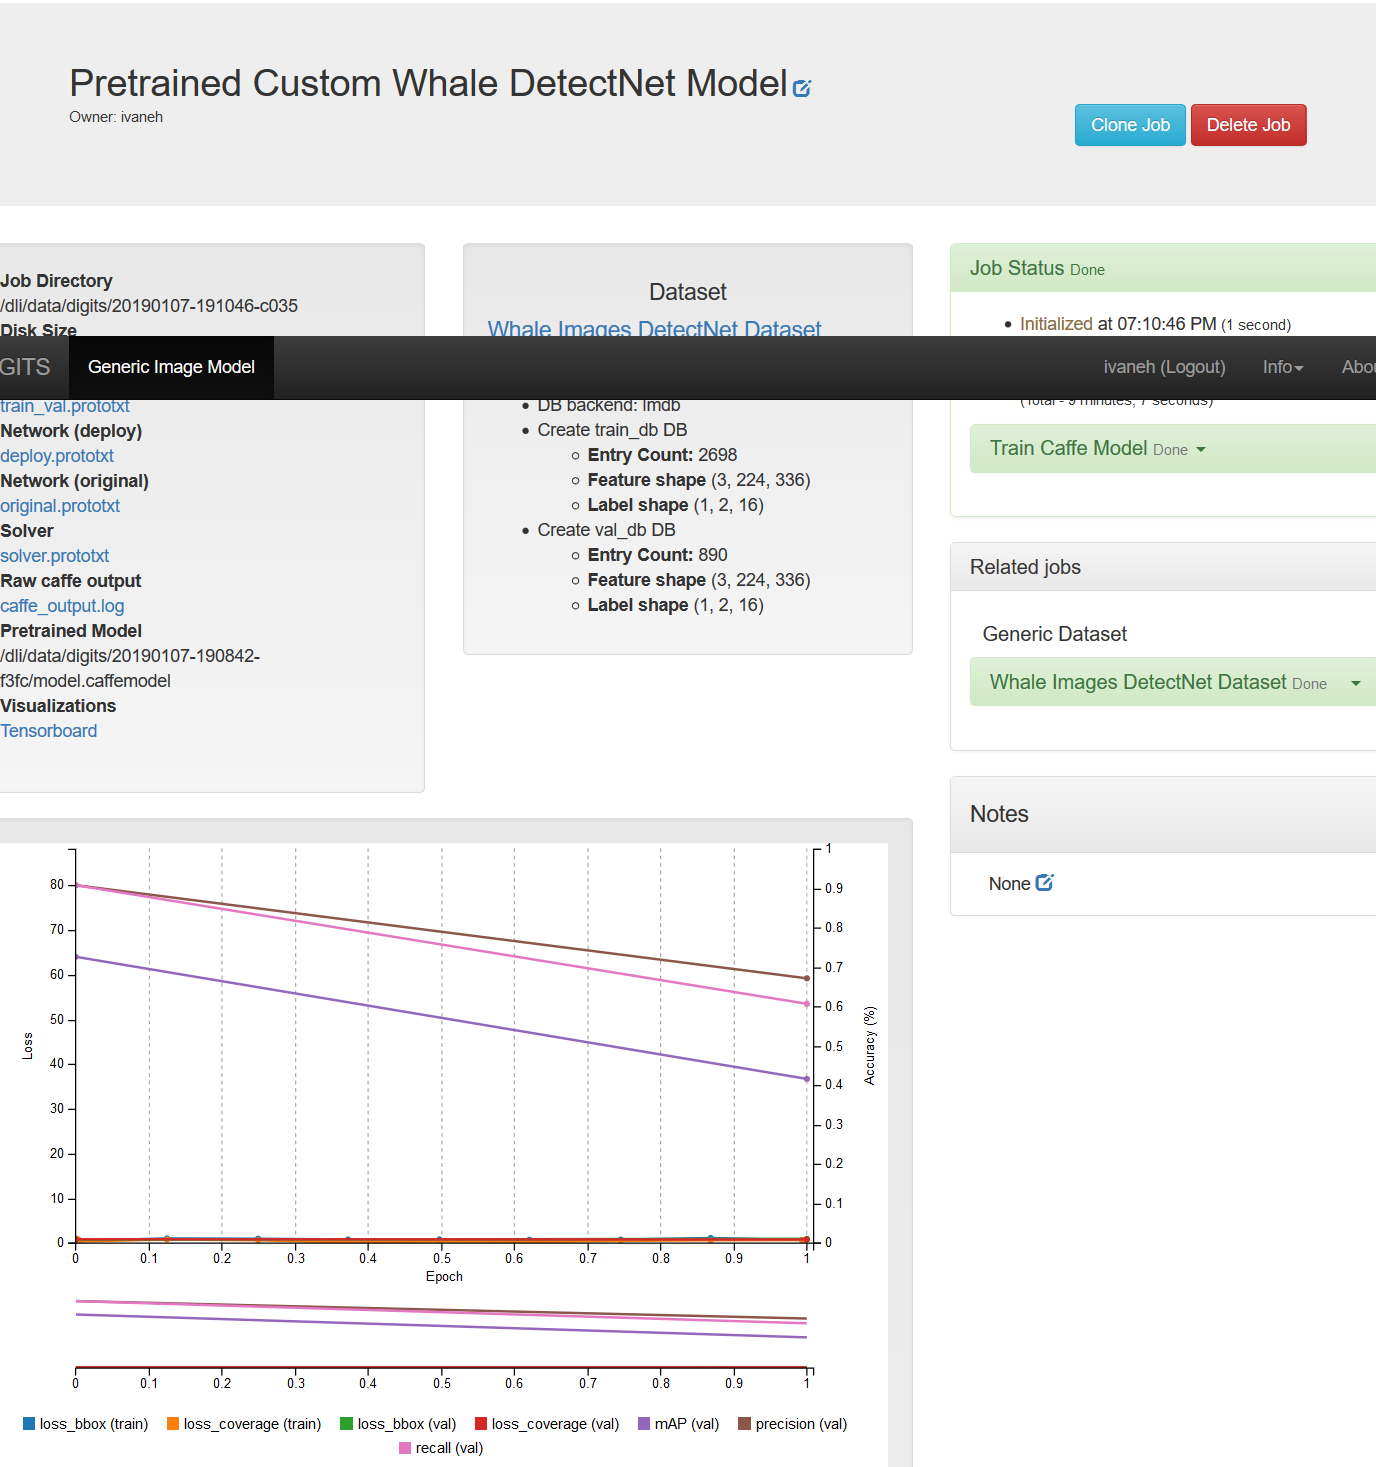 Pretrained Custom Whale DetectNet Model
Owner: ivaneh
Clone Job
Delete Job
Job Directory
/dli/data/digits/20190107-191046-c035
Disk Size
Dataset
Whale Images DetectNet Dataset
Job Status Done
Initialized at 07:10:46 PM (1 second)
GITS
Generic Image Model
ivaneh (Logout)
Info
Abou
train_val.prototxt
Network (deploy)
deploy.prototxt
Network (original)
original.prototxt
Solver
solver.prototxt
Raw caffe output
caffe_output.log
Pretrained Model
/dli/data/digits/20190107-190842-
f3fc/model.caffemodel
Visualizations
Tensorboard
DB backend: lmdb
Create train_db DB
Entry Count: 2698
Feature shape (3, 224, 336)
Label shape (1, 2, 16)
Create val_db DB
Entry Count: 890
Feature shape (3, 224, 336)
Label shape (1, 2, 16)
(Total - 9 minutes, 7 seconds)
Train Caffe Model Done
Related jobs
Generic Dataset
Whale Images DetectNet Dataset Done
Notes
None
80
70
60
50
40
30
20
10
0
Loss
1
0.9
0.8
0.7
0.6
0.5
0.4
0.3
0.2
0.1
0
Accuracy (%)
0 0.1 0.2 0.3 0.4 0.5 0.6 0.7 0.8 0.9 1
Epoch
0 0.1 0.2 0.3 0.4 0.5 0.6 0.7 0.8 0.9 1
loss_bbox (train) loss_coverage (train) loss_bbox (val) loss_coverage (val) mAP (val) precision (val)
recall (val)